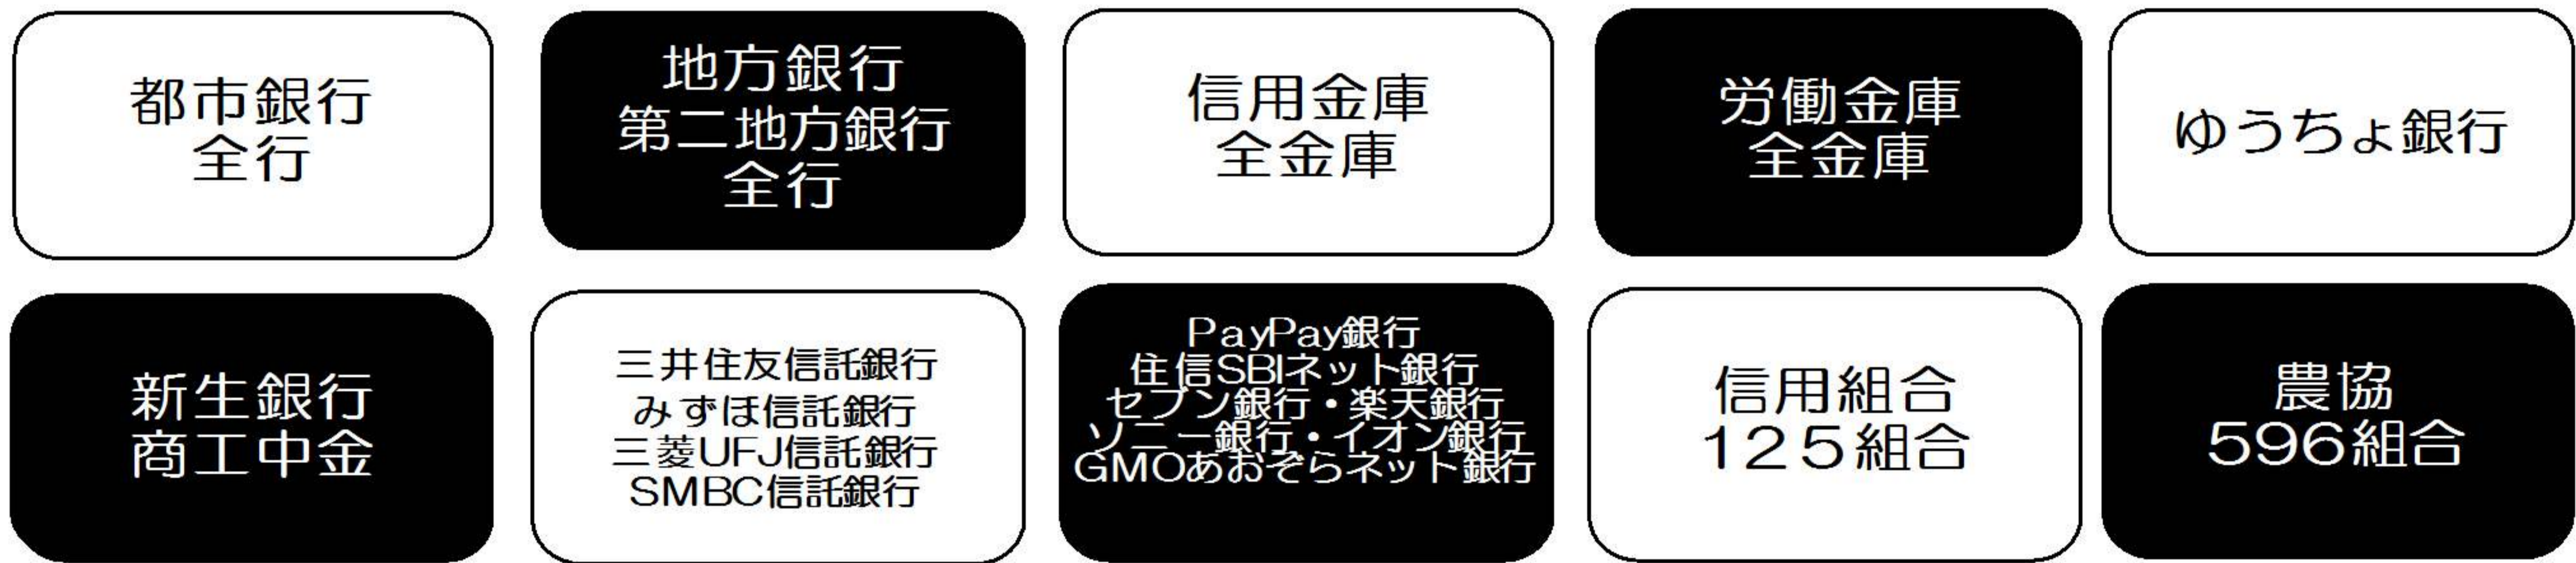 都市銀行
全行
地方銀行
第二地方銀行
全行
信用金庫
全金庫
労働金庫
全金庫
ゆうちょ銀行
新生銀行
商工中金
三井住友信託銀行
みずほ信託銀行
三菱UFJ信託銀行
SMBC信託銀行
PayPay銀行
住信SBIネット銀行
セブン銀行・楽天銀行
ソニー銀行・イオン銀行
GMOあおぞらネット銀行
信用組合
125組合
農協
596組合